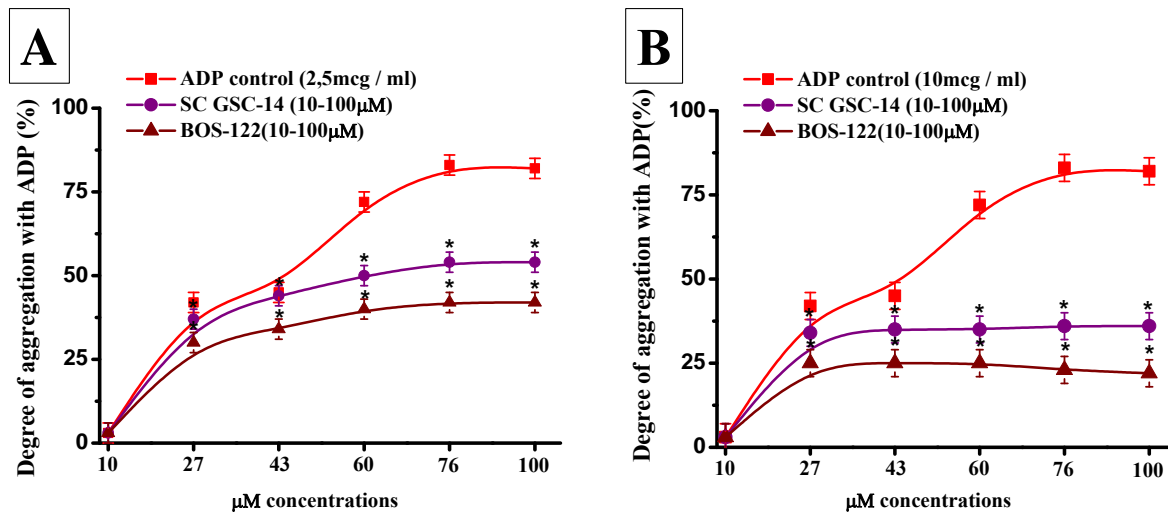 A
ADP control (2,5mcg / ml)
SC GSC-14 (10-100μM)
BOS-122(10-100μM)
Degree of aggregation with ADP (%)
100
75
50
25
0
* * * * *
* * * * *
10 27 43 60 76 100
μM concentrations
B
ADP control (10mcg / ml)
SC GSC-14 (10-100μM)
BOS-122(10-100μM)
Degree of aggregation with ADP(%)
100
75
50
25
0
* * * * *
* * * * *
10 27 43 60 76 100
μM concentrations